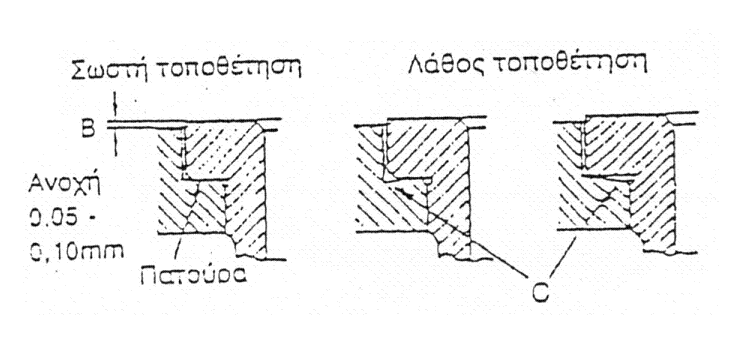 Σωστή τοποθέτηση
Λάθος τοποθέτηση
B
Ανοχή
0.05 -
0,10mm
Πατούρα
C